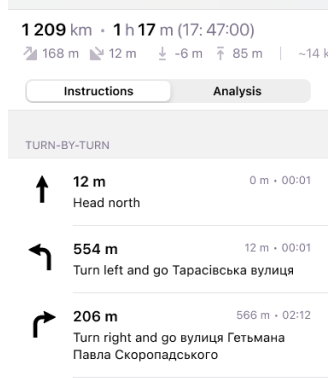 1 209 km • 1 h 17 m (17: 47:00)
168 m 12 m -6 m 85 m ~14 k
Instructions Analysis
TURN-BY-TURN
12 m 0 m • 00:01
Head north
554 m 12 m • 00:01
Turn left and go Тарасівська вулиця
206 m 566 m • 02:12
Turn right and go вулиця Гетьмана
Павла Скоропадського